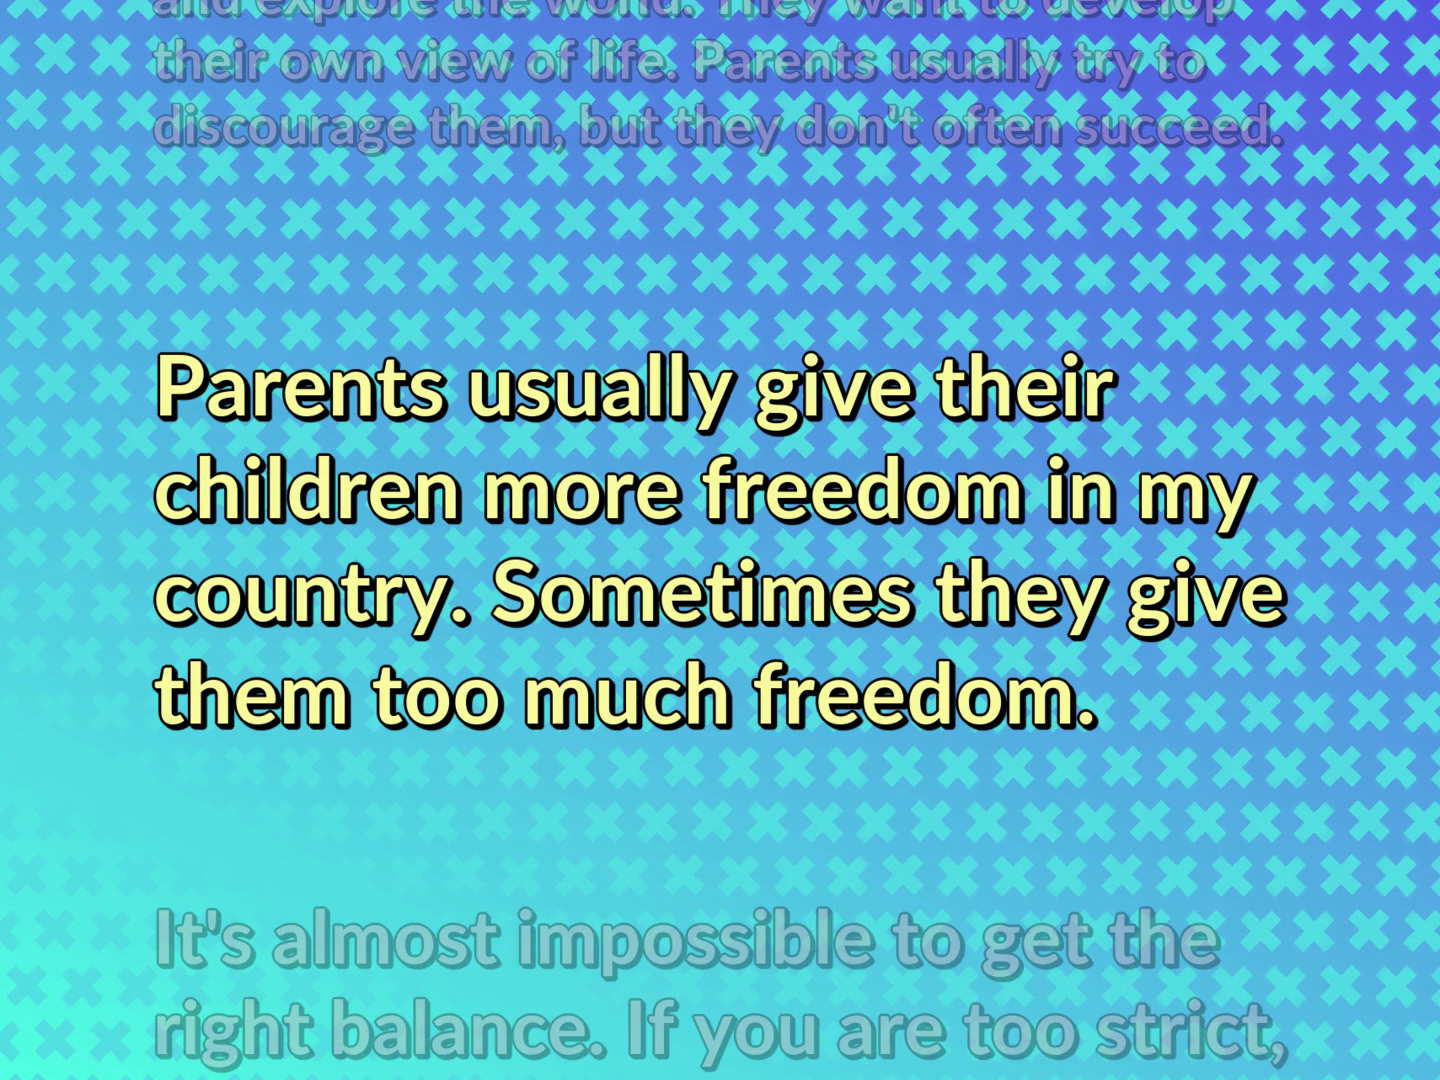 and explore the world. They want to develop
their own view of life. Parents usually try to
discourage them, but they don't often succeed.
Parents usually give their
children more freedom in my
country. Sometimes they give
them too much freedom.
It's almost impossible to get the
right balance. If you are too strict,